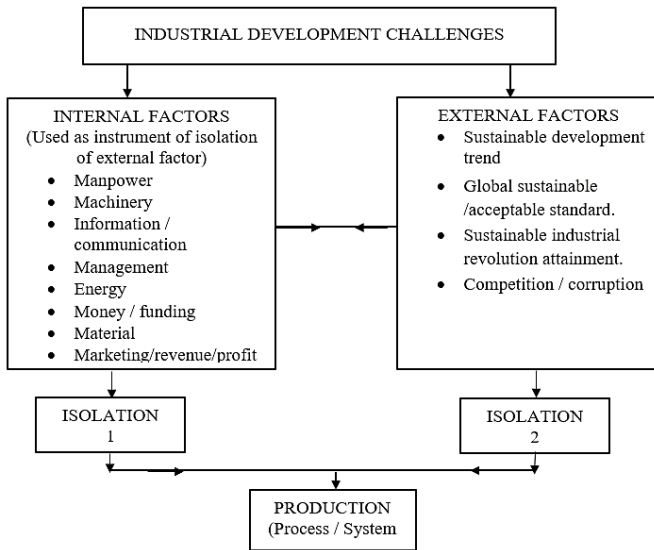 INDUSTRIAL DEVELOPMENT CHALLENGES
INTERNAL FACTORS
(Used as instrument of isolation
of external factor)
• Manpower
• Machinery
• Information /
communication
• Management
• Energy
• Money / funding
• Material
• Marketing/revenue/profit
EXTERNAL FACTORS
• Sustainable development
trend
• Global sustainable
/acceptable standard.
• Sustainable industrial
revolution attainment.
• Competition / corruption
ISOLATION
1
ISOLATION
2
PRODUCTION
(Process / System